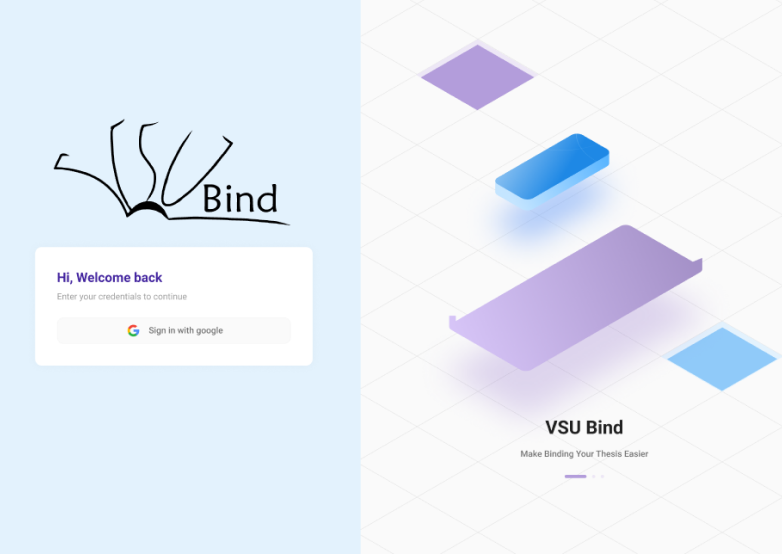 VSU Bind
Hi, Welcome back
Enter your credentials to continue
Sign in with google
VSU Bind
Make Binding Your Thesis Easier